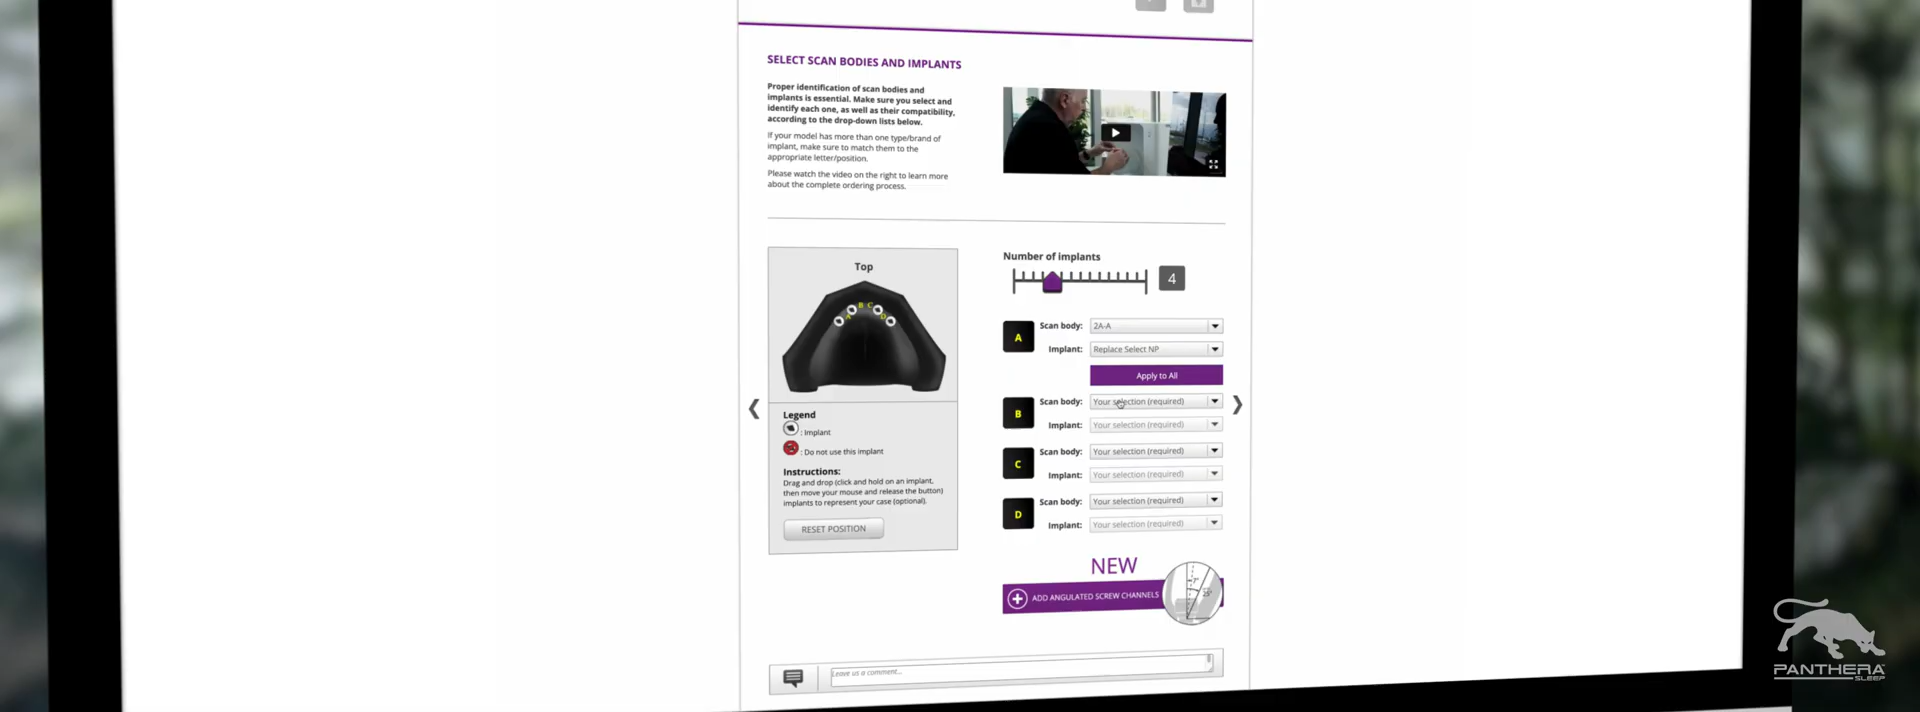 SELECT SCAN BODIES AND IMPLANTS
Proper identification of scan bodies and
implants is essential. Make sure you select and
identify each one, as well as their compatibility,
according to the drop-down lists below.
If your model has more than one type/brand of
implant, make sure to match them to the
appropriate letter/position.
Please watch the video on the right to learn more
about the complete ordering process.
Top
A B C D
Legend
: Implant
: Do not use this implant
Instructions:
Drag and drop (click and hold on an implant,
then move your mouse and release the button)
implants to represent your case (optional).
RESET POSITION
Number of implants
4
A
Scan body: 2A-A
Implant: Replace Select NP
Apply to All
B
Scan body: Your selection (required)
Implant: Your selection (required)
C
Scan body: Your selection (required)
Implant: Your selection (required)
D
Scan body: Your selection (required)
Implant: Your selection (required)
NEW
ADD ANGULATED SCREW CHANNELS
25°
Leave us a comment...
PANTHERA
SLEEP